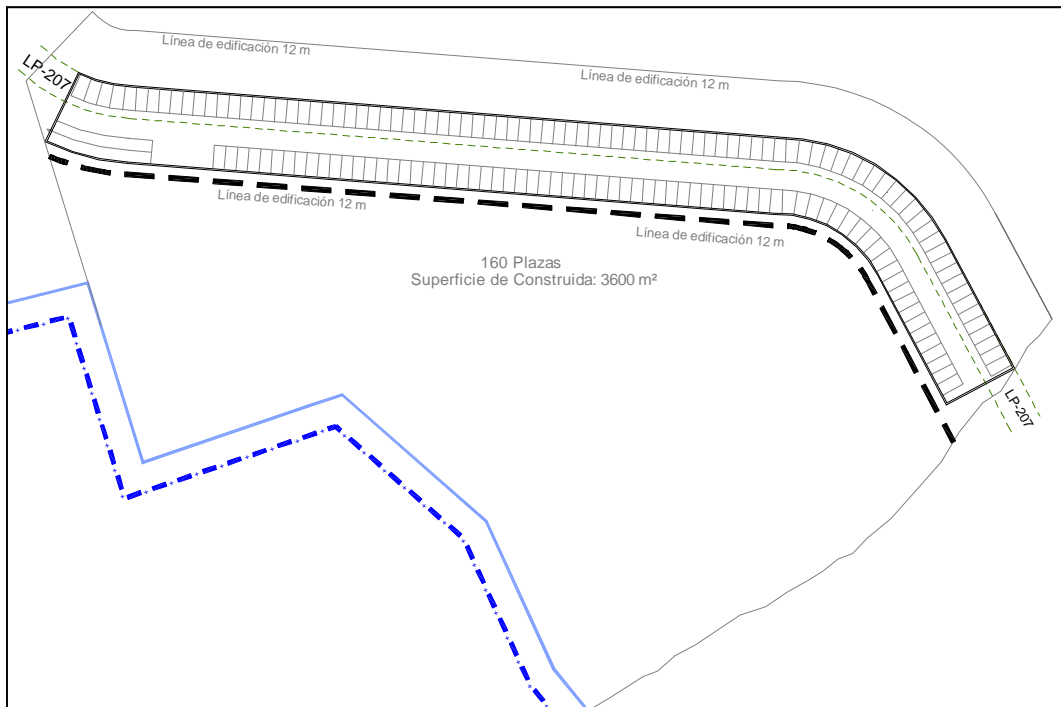 Línea de edificación 12 m
LP-207
Línea de edificación 12 m
Línea de edificación 12 m
Línea de edificación 12 m
160 Plazas
Superficie de Construida: 3600 m²
LP-207